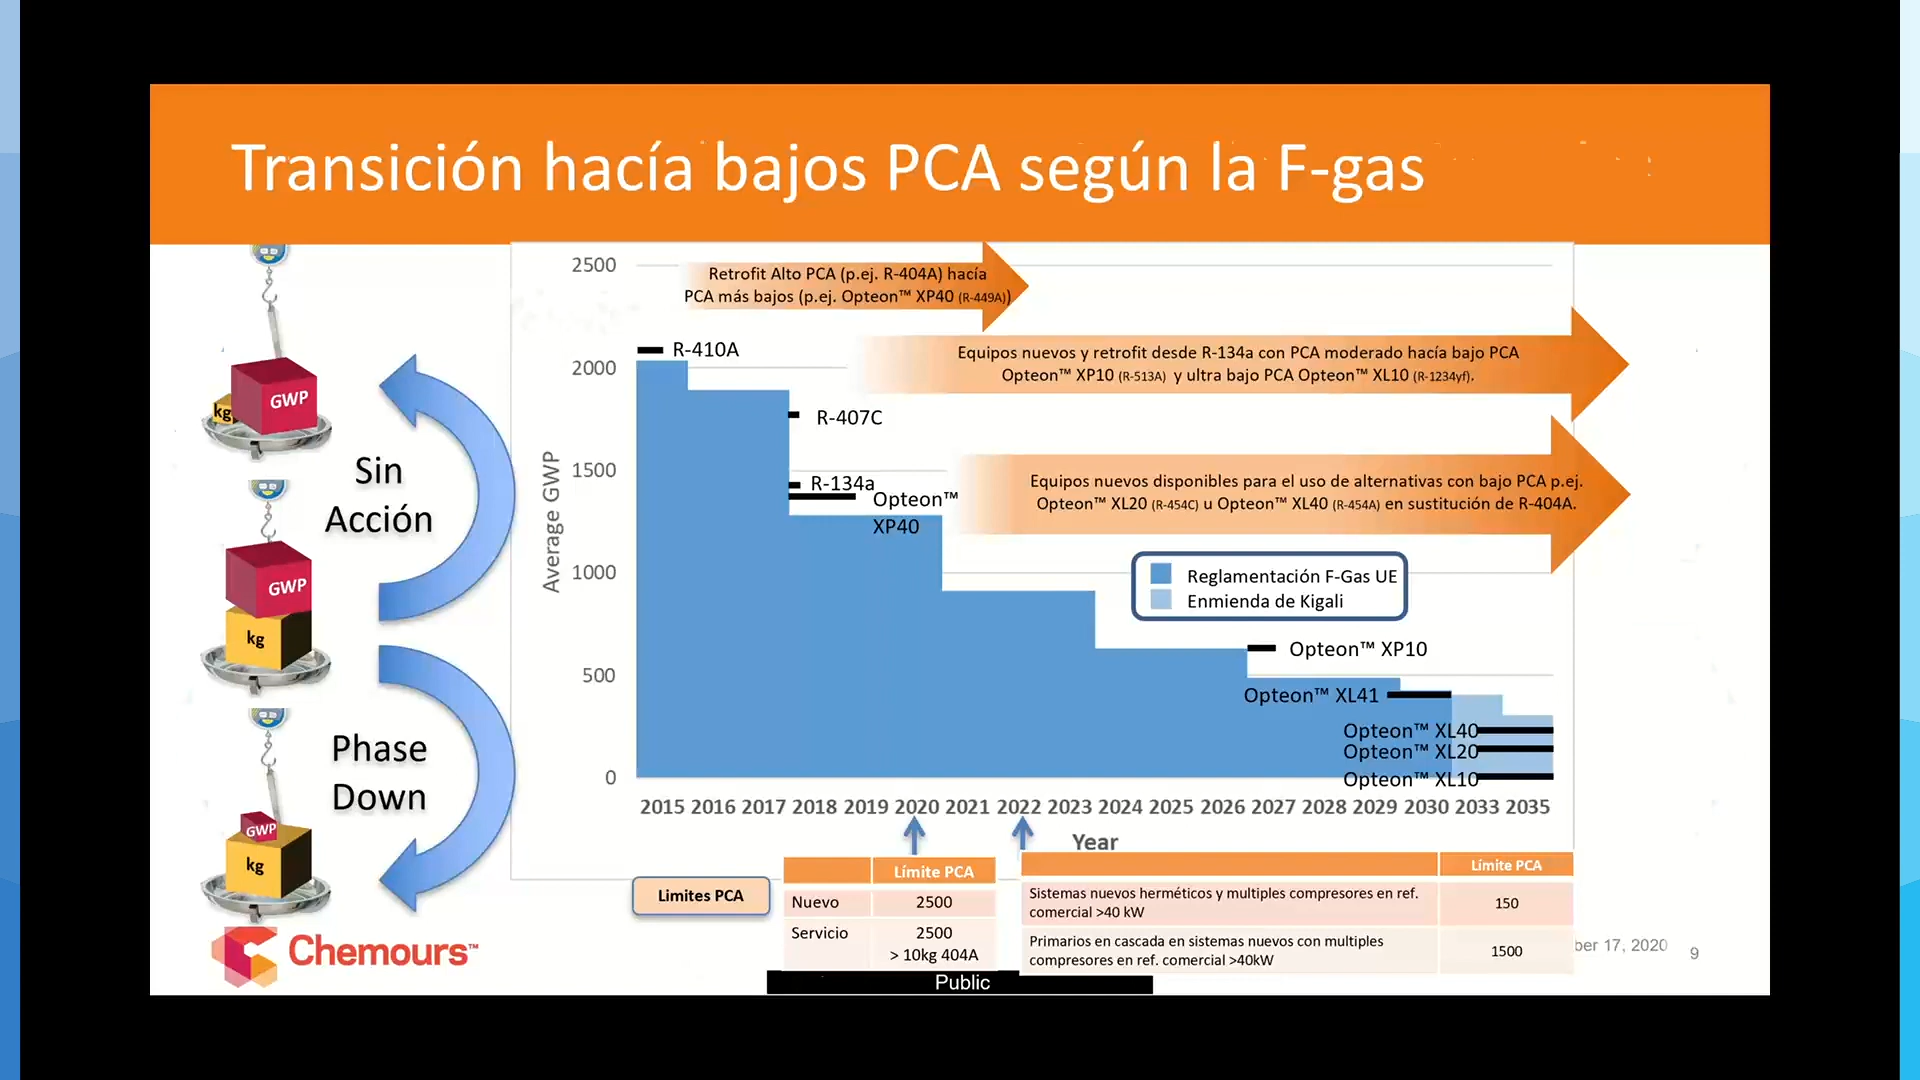 Transición hacía bajos PCA según la F-gas
GWP
kg
GWP
kg
GWP
kg
Sin
Acción
Phase
Down
Average GWP
2500
2000
1500
1000
500
0
Retrofit Alto PCA (p.ej. R-404A) hacía
PCA más bajos (p.ej. Opteon™ XP40 (R-449A))
Equipos nuevos y retrofit desde R-134a con PCA moderado hacía bajo PCA
Opteon™ XP10 (R-513A) y ultra bajo PCA Opteon™ XL10 (R-1234yf).
Equipos nuevos disponibles para el uso de alternativas con bajo PCA p.ej.
Opteon™ XL20 (R-454C) u Opteon™ XL40 (R-454A) en sustitución de R-404A.
R-410A
R-407C
R-134a
Opteon™
XP40
Reglamentación F-Gas UE
Enmienda de Kigali
Opteon™ XP10
Opteon™ XL41
Opteon™ XL40
Opteon™ XL20
Opteon™ XL10
2015 2016 2017 2018 2019 2020 2021 2022 2023 2024 2025 2026 2027 2028 2029 2030 2033 2035
Year
Limites PCA
Límite PCA
Nuevo 2500
Servicio 2500
> 10kg 404A
Límite PCA
Sistemas nuevos herméticos y multiples compresores en ref.
comercial >40 kW
150
Primarios en cascada en sistemas nuevos con multiples
compresores en ref. comercial >40kW
1500
Chemours™
ber 17, 2020
9
Public